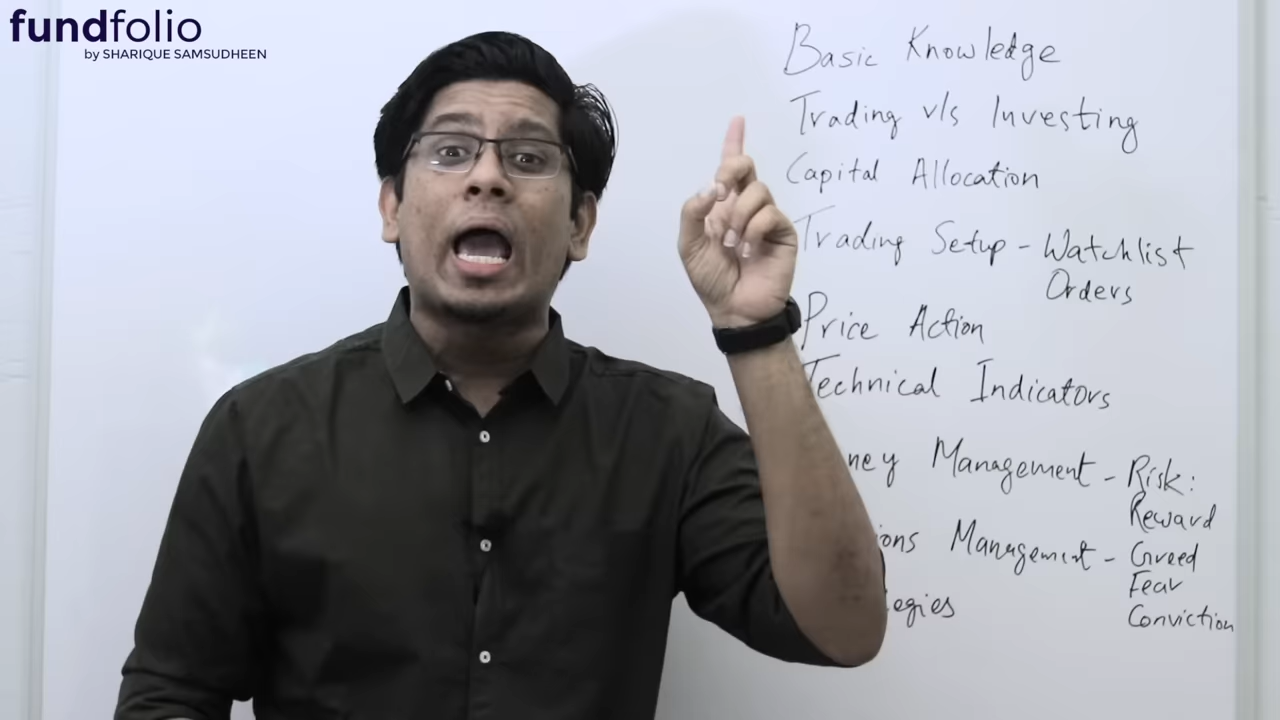 fundfolio
by SHARIQUE SAMSUDHEEN
Basic Knowledge
Trading v/s Investing
Capital Allocation
Trading Setup - Watchlist
Orders
Price Action
Technical Indicators
Management - Risk:
Reward
Management - Greed
Fear
Conviction